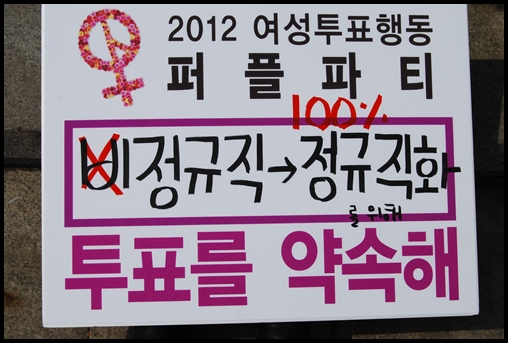 2012 여성투표행동
퍼플파티
100%
비정규직→정규직화
를 위해
투표를 약속해